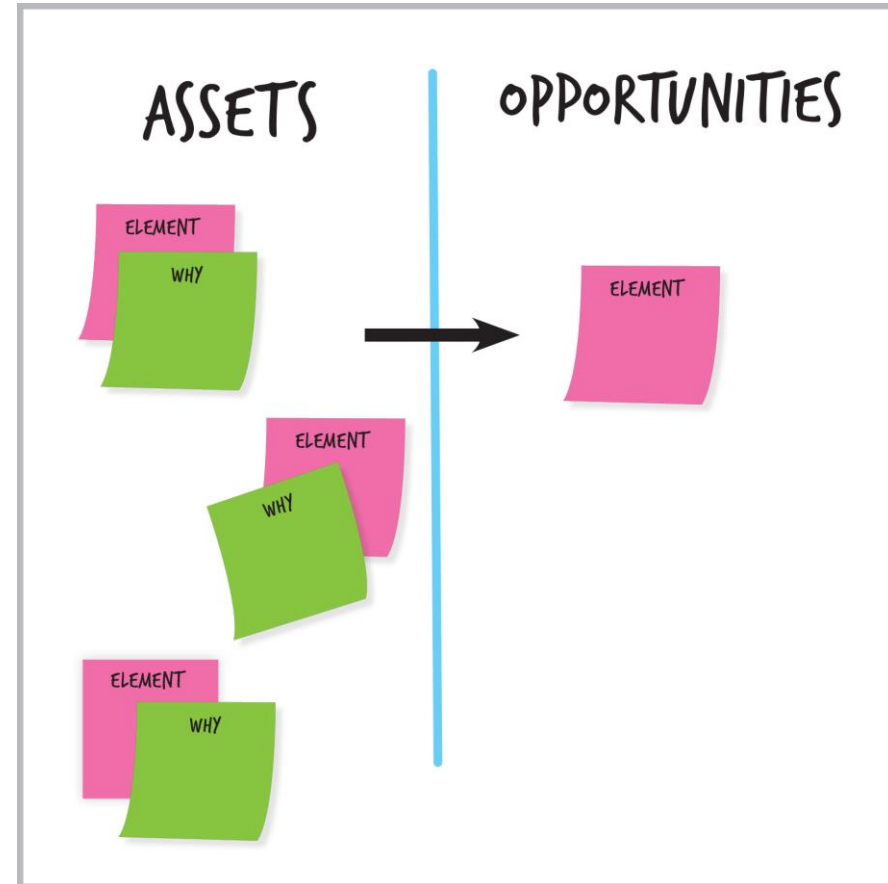 ASSETS
OPPORTUNITIES
ELEMENT
WHY
ELEMENT
ELEMENT
WHY
ELEMENT
WHY